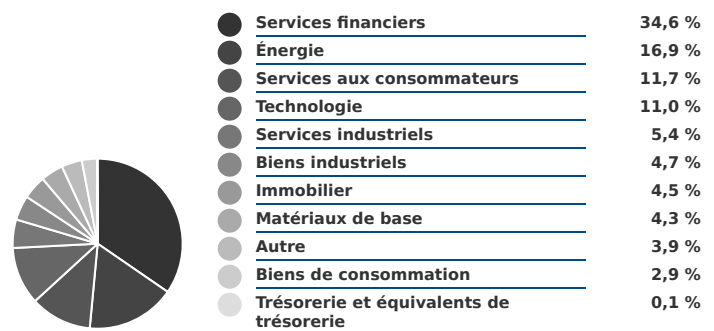 Services financiers 34,6 %
Énergie 16,9 %
Services aux consommateurs 11,7 %
Technologie 11,0 %
Services industriels 5,4 %
Biens industriels 4,7 %
Immobilier 4,5 %
Matériaux de base 4,3 %
Autre 3,9 %
Biens de consommation 2,9 %
Trésorerie et équivalents de 0,1 %
trésorerie